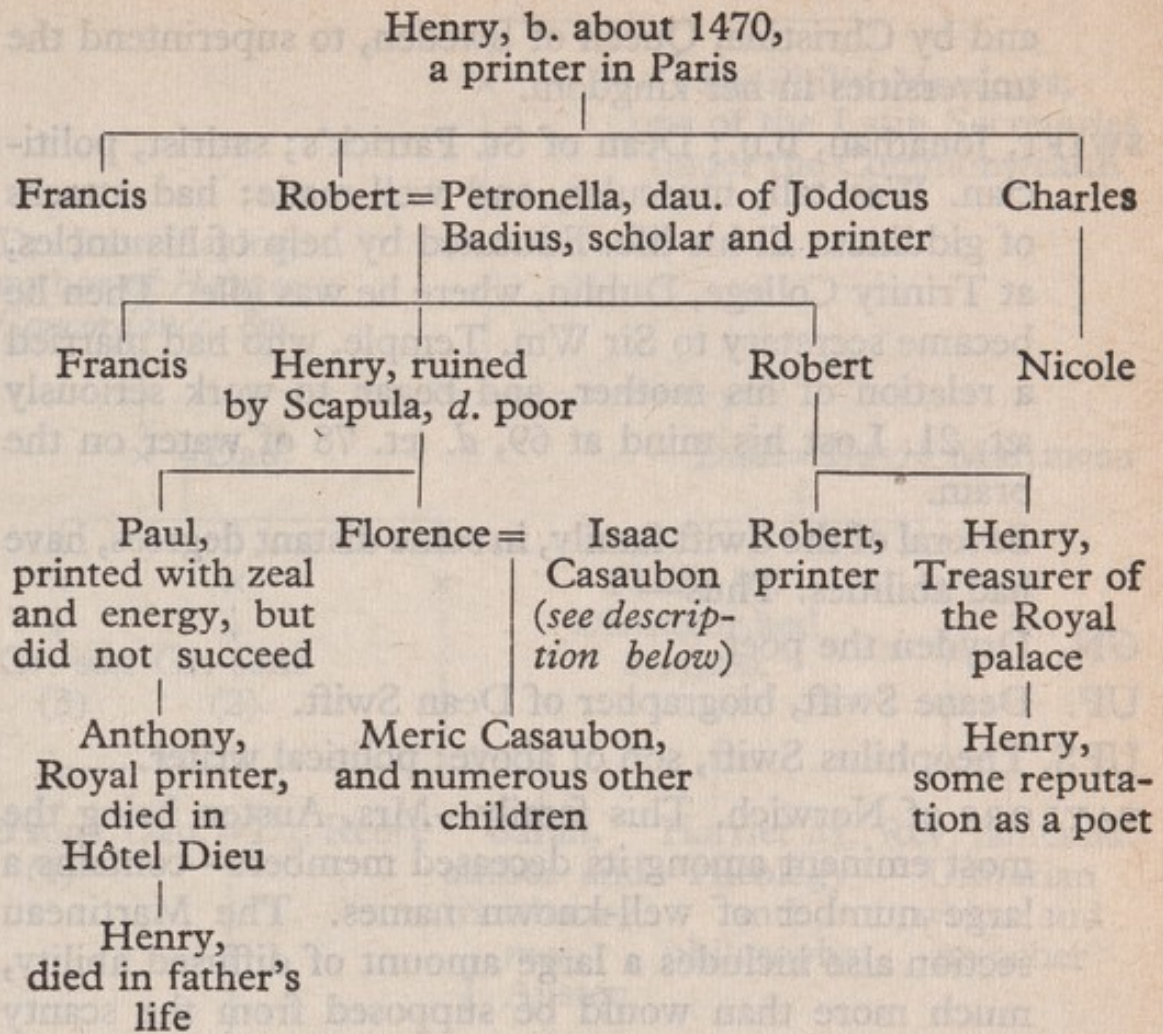 Henry, b. about 1470,
a printer in Paris
Francis
Robert = Petronella, dau. of Jodocus
Badius, scholar and printer
Charles
Francis
Henry, ruined
by Scapula, d. poor
Robert
Nicole
Paul,
printed with zeal
and energy, but
did not succeed
Florence =
Isaac
Casaubon
(see descrip-
tion below)
Robert,
printer
Henry,
Treasurer of
the Royal
palace
Anthony,
Royal printer,
died in
Hôtel Dieu
Meric Casaubon,
and numerous other
children
Henry,
some reputa-
tion as a poet
Henry,
died in father's
life